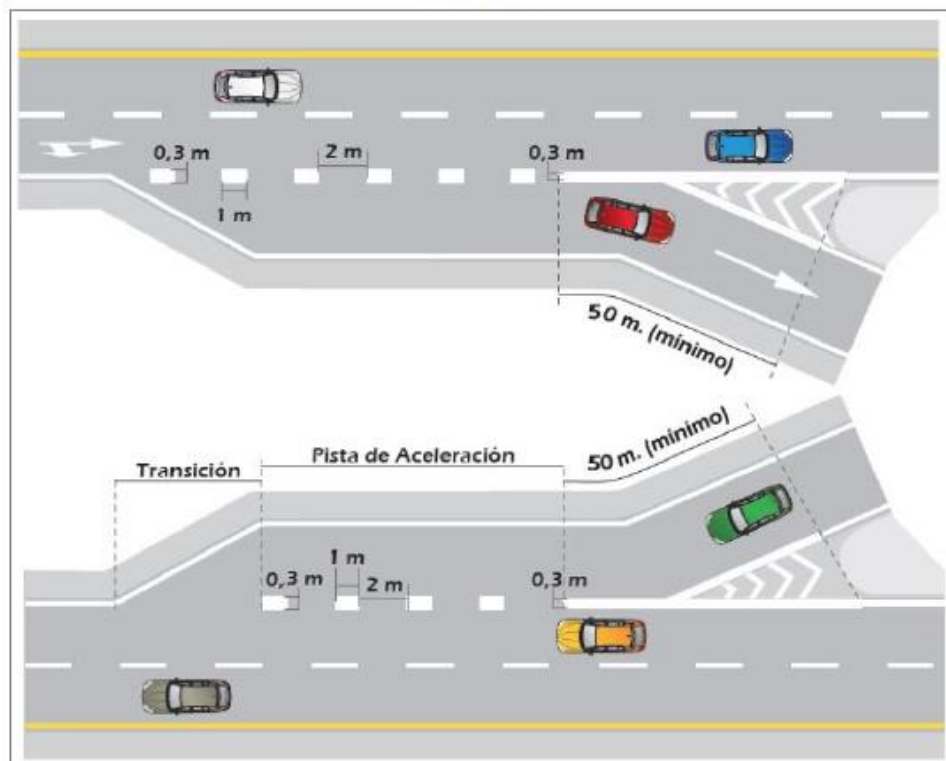 0,3 m
2 m
0,3 m
1 m
50 m. (mínimo)
50 m. (mínimo)
Pista de Aceleración
Transición
1 m
0,3 m
2 m
0,3 m